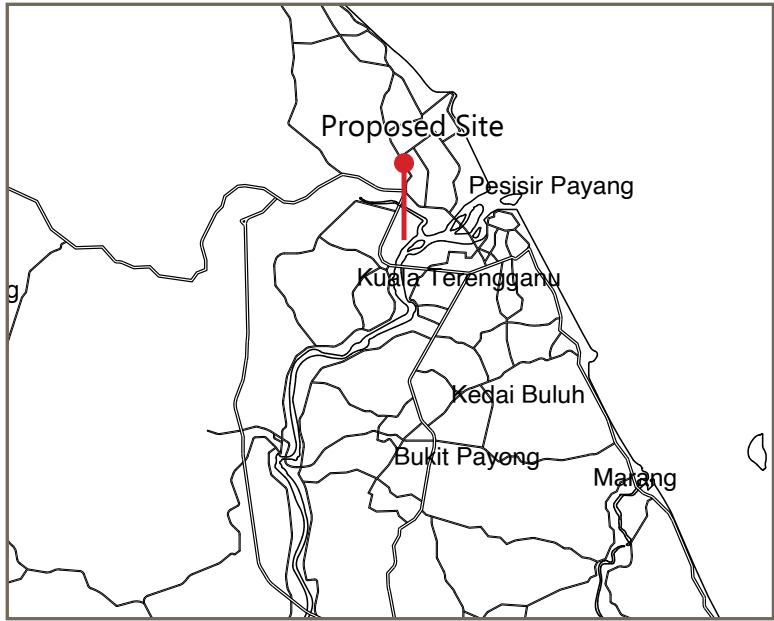 Proposed Site
Pesisir Payang
Kuala Terengganu
g
Kedai Buluh
Bukit Payong
Marang